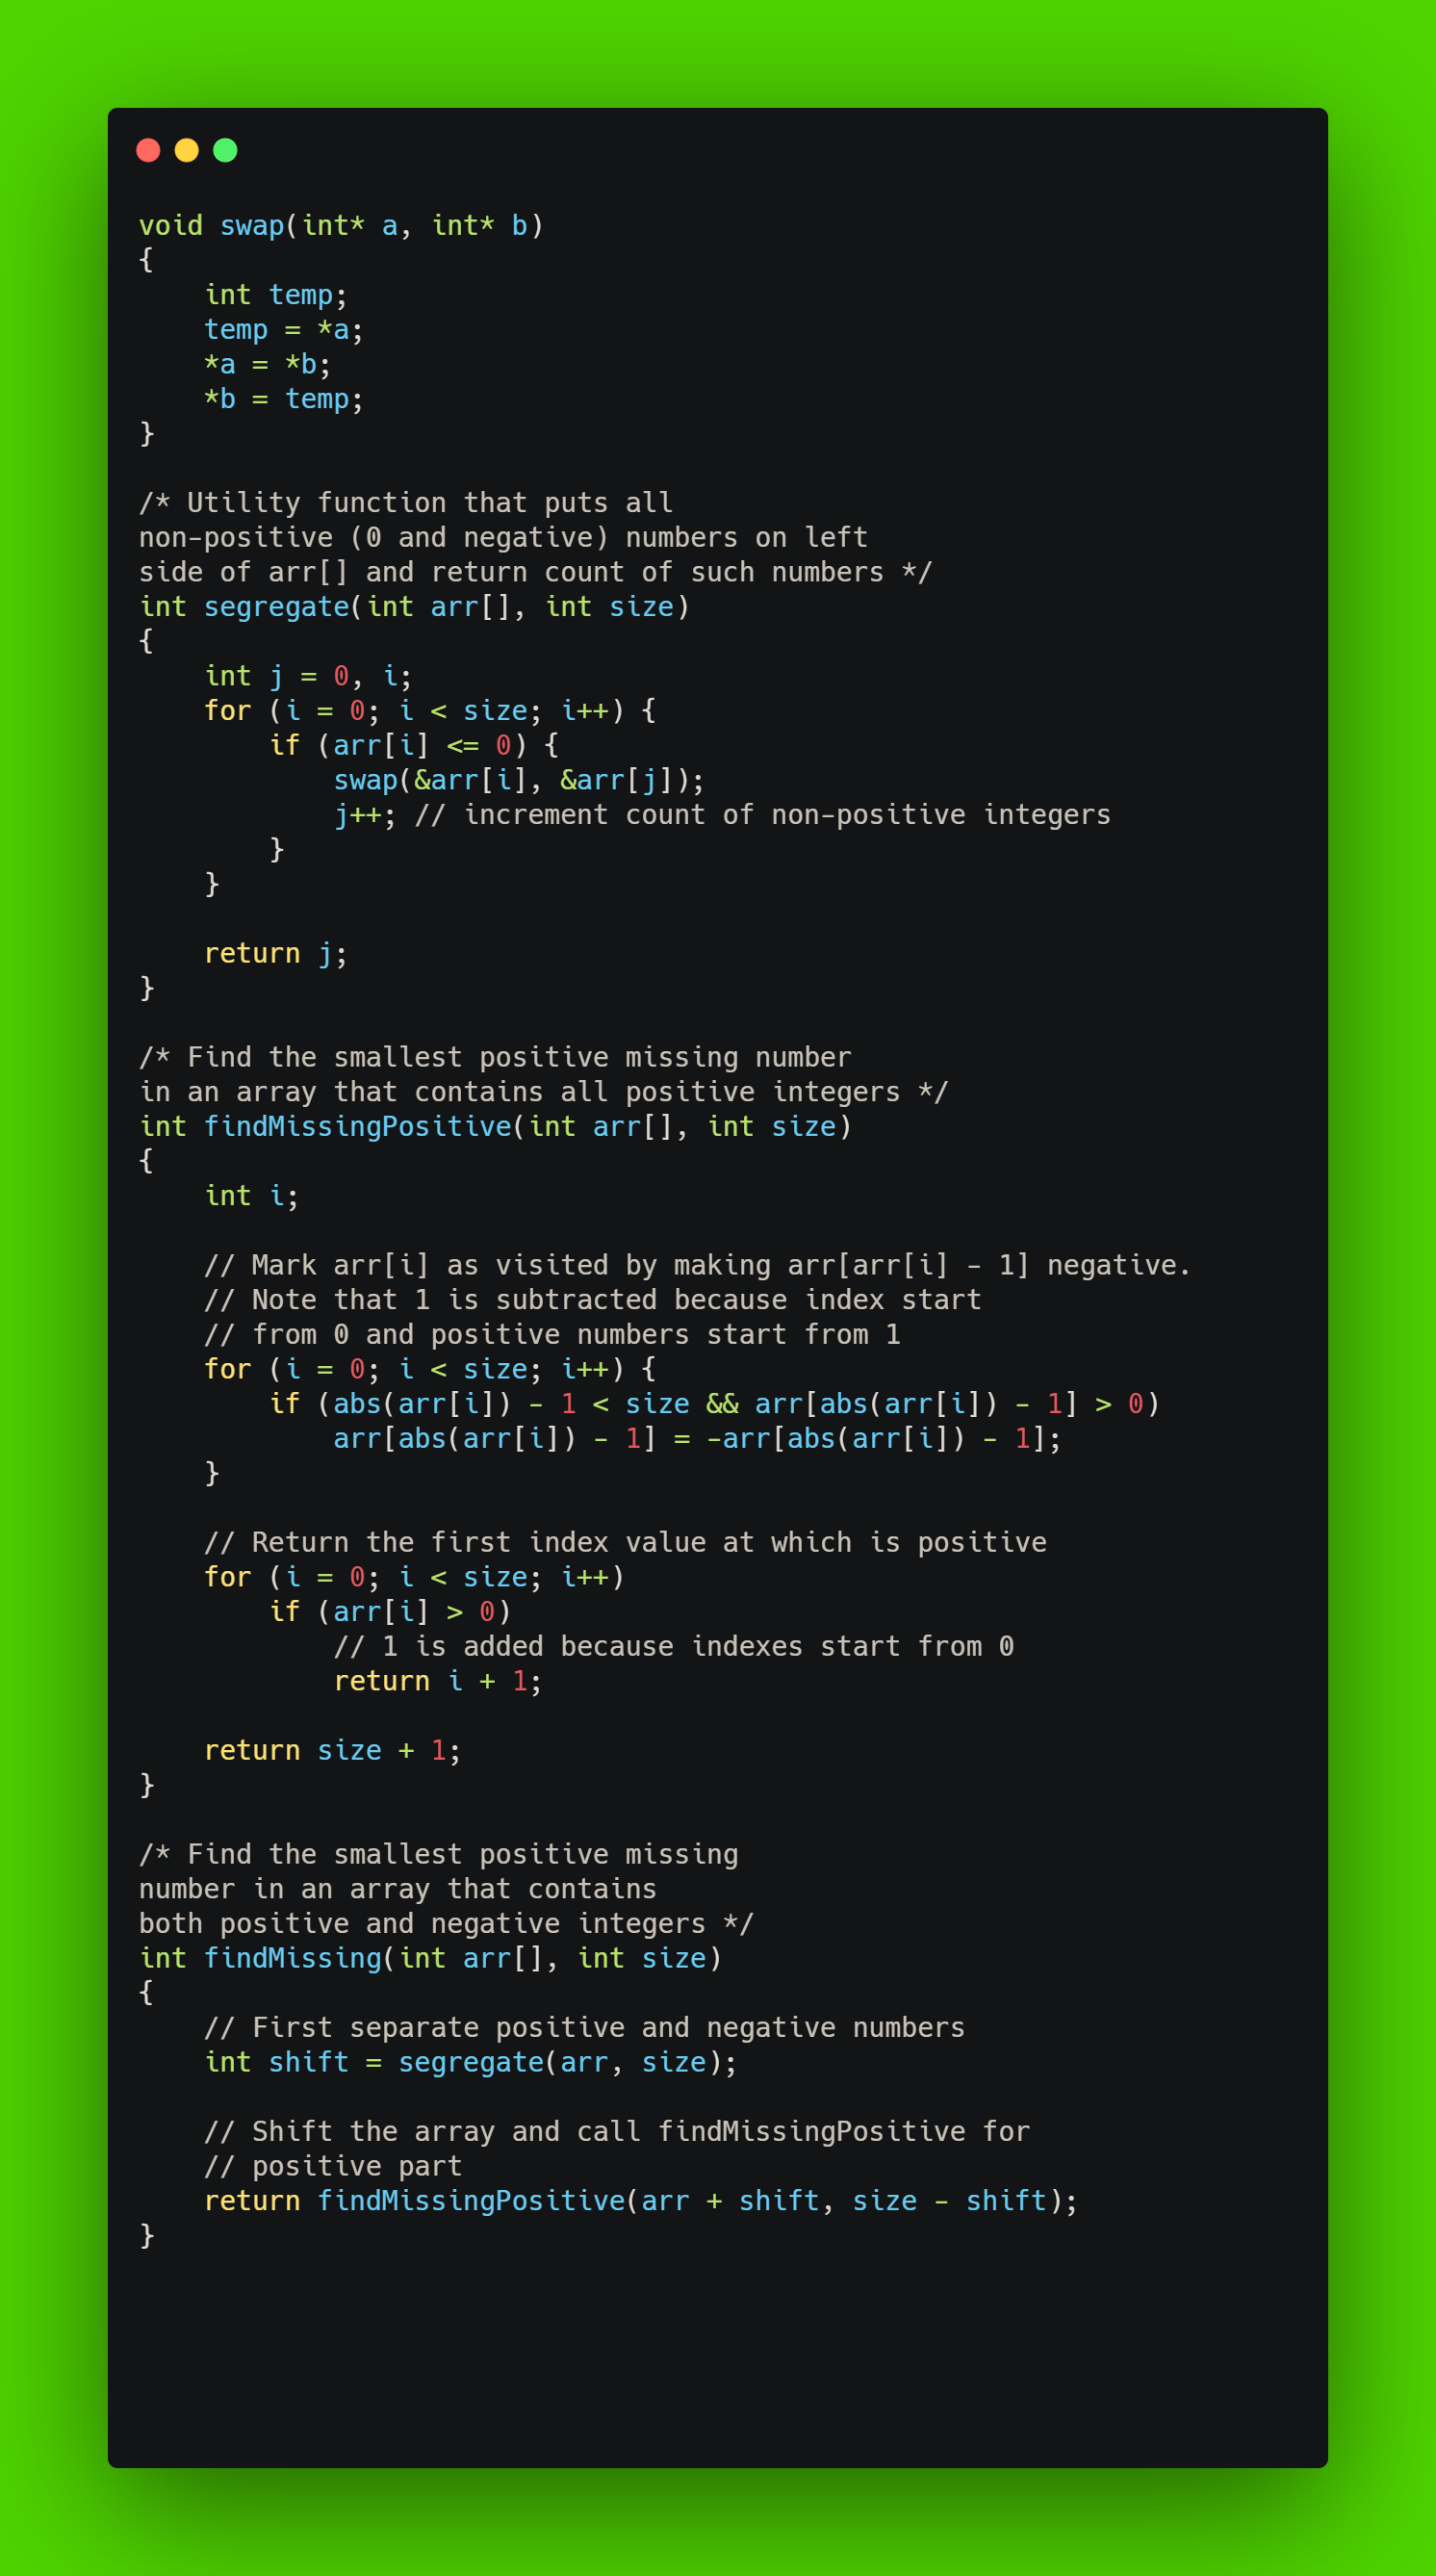 void swap(int* a, int* b)
{
    int temp;
    temp = *a;
    *a = *b;
    *b = temp;
}

/* Utility function that puts all
non-positive (0 and negative) numbers on left
side of arr[] and return count of such numbers */
int segregate(int arr[], int size)
{
    int j = 0, i;
    for (i = 0; i < size; i++) {
        if (arr[i] <= 0) {
            swap(&arr[i], &arr[j]);
            j++; // increment count of non-positive integers
        }
    }

    return j;
}

/* Find the smallest positive missing number
in an array that contains all positive integers */
int findMissingPositive(int arr[], int size)
{
    int i;

    // Mark arr[i] as visited by making arr[arr[i] - 1] negative.
    // Note that 1 is subtracted because index start
    // from 0 and positive numbers start from 1
    for (i = 0; i < size; i++) {
        if (abs(arr[i]) - 1 < size && arr[abs(arr[i]) - 1] > 0)
            arr[abs(arr[i]) - 1] = -arr[abs(arr[i]) - 1];
    }

    // Return the first index value at which is positive
    for (i = 0; i < size; i++)
        if (arr[i] > 0)
            // 1 is added because indexes start from 0
            return i + 1;

    return size + 1;
}

/* Find the smallest positive missing
number in an array that contains
both positive and negative integers */
int findMissing(int arr[], int size)
{
    // First separate positive and negative numbers
    int shift = segregate(arr, size);

    // Shift the array and call findMissingPositive for
    // positive part
    return findMissingPositive(arr + shift, size - shift);
}